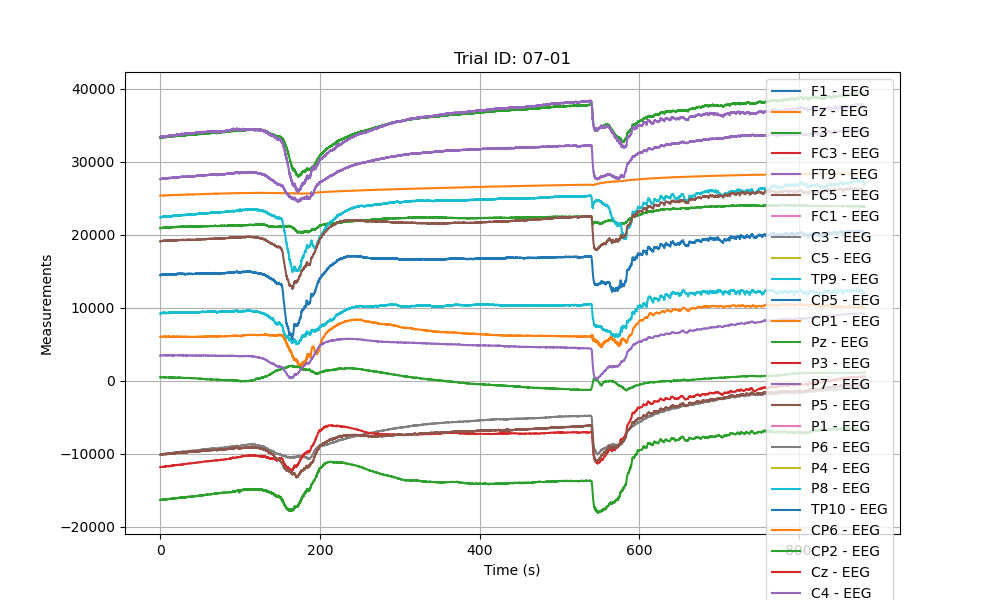 Trial ID: 07-01
40000
30000
20000
10000
0
−10000
−20000
Measurements
0
200
400
600
800
Time (s)
F1 - EEG
Fz - EEG
F3 - EEG
FC3 - EEG
FT9 - EEG
FC5 - EEG
FC1 - EEG
C3 - EEG
C5 - EEG
TP9 - EEG
CP5 - EEG
CP1 - EEG
Pz - EEG
P3 - EEG
P7 - EEG
P5 - EEG
P1 - EEG
P6 - EEG
P4 - EEG
P8 - EEG
TP10 - EEG
CP6 - EEG
CP2 - EEG
Cz - EEG
C4 - EEG